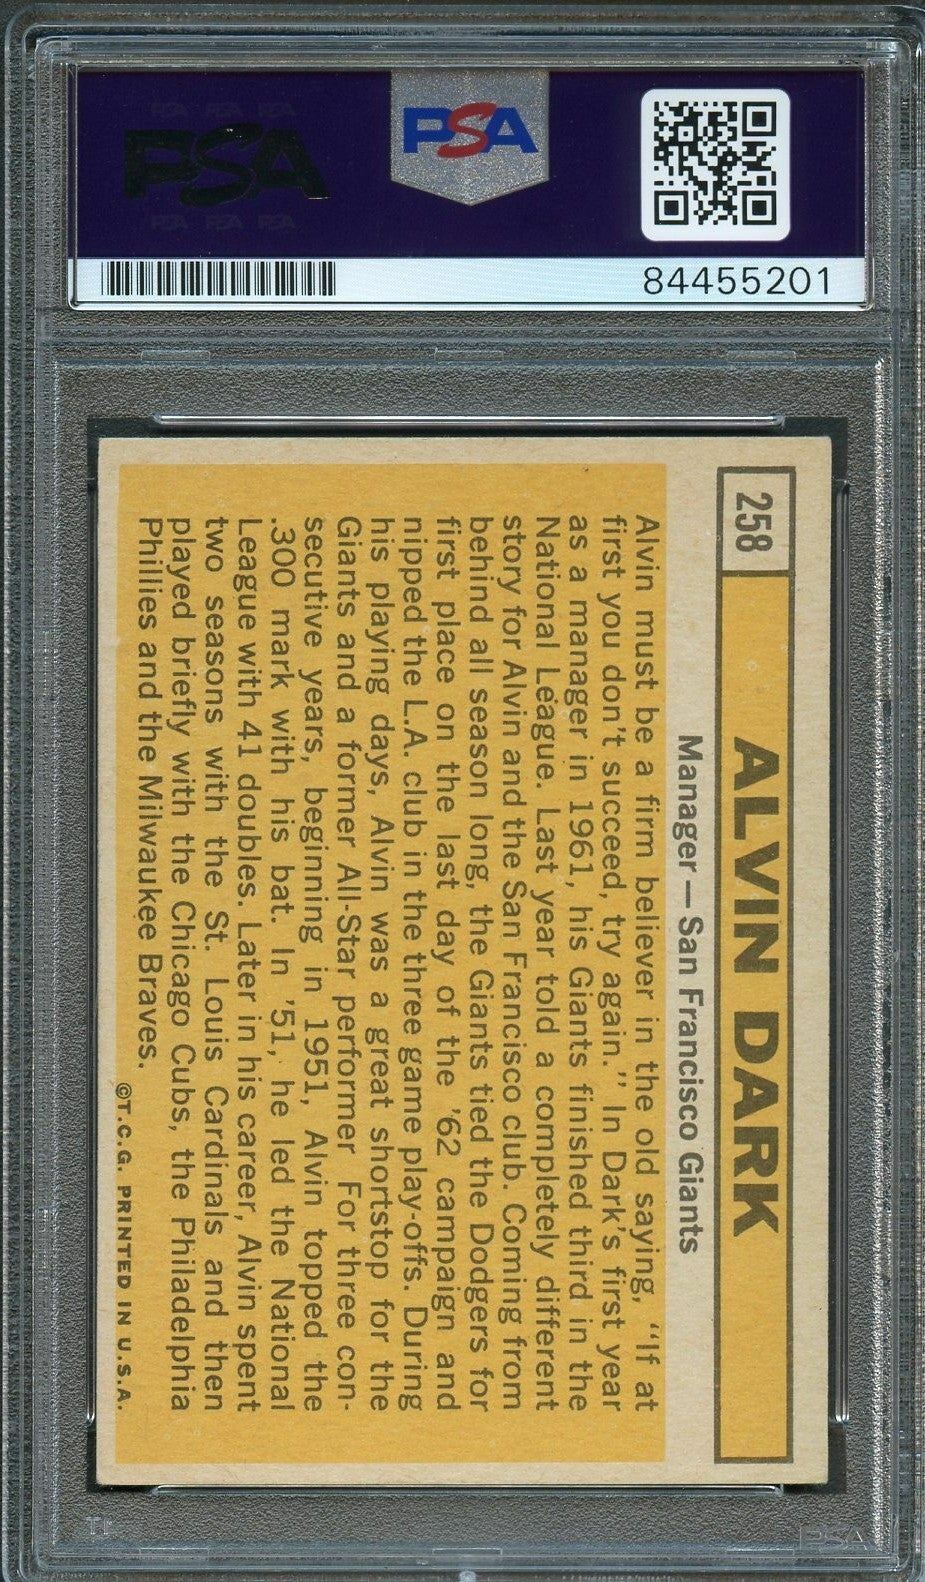 PSA PSA PSA
PSA
PSA PSA PSA
PSA
84455201
258
ALVIN DARK
Manager—San Francisco Giants
Alvin must be a firm believer in the old saying, "If at
first you don't succeed, try again." In Dark's first year
as a manager in 1961, his Giants finished third in the
National League. Last year told a completely different
story for Alvin and the San Francisco club. Coming from
behind all season long, the Giants tied the Dodgers for
first place on the last day of the '62 campaign and
nipped the L.A. club in the three game play-offs. During
his playing days, Alvin was a great shortstop for the
Giants and a former All-Star performer. For three con-
secutive years, beginning in 1951, Alvin topped the
.300 mark with his bat. In '51, he led the National
League with 41 doubles. Later in his career, Alvin spent
two seasons with the St. Louis Cardinals and then
played briefly with the Chicago Cubs, the Philadelphia
Phillies and the Milwaukee Braves.
©T.C.G. PRINTED IN U.S.A.
PSA